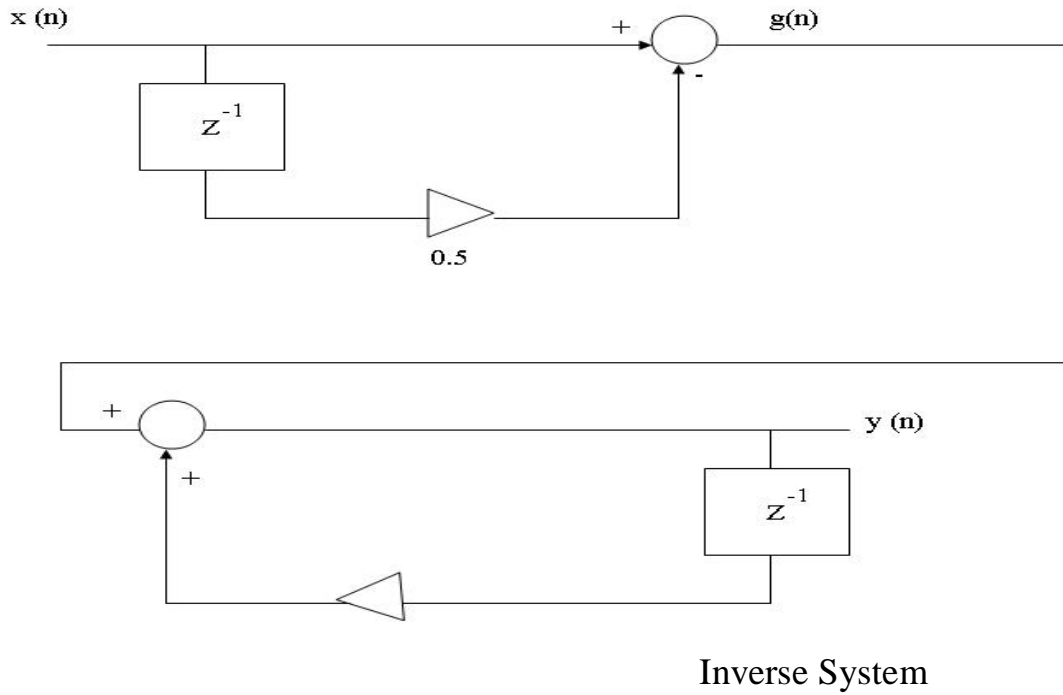 x (n)
+
g(n)
-
Z^-1
0.5
+
y (n)
+
Z^-1
Inverse System